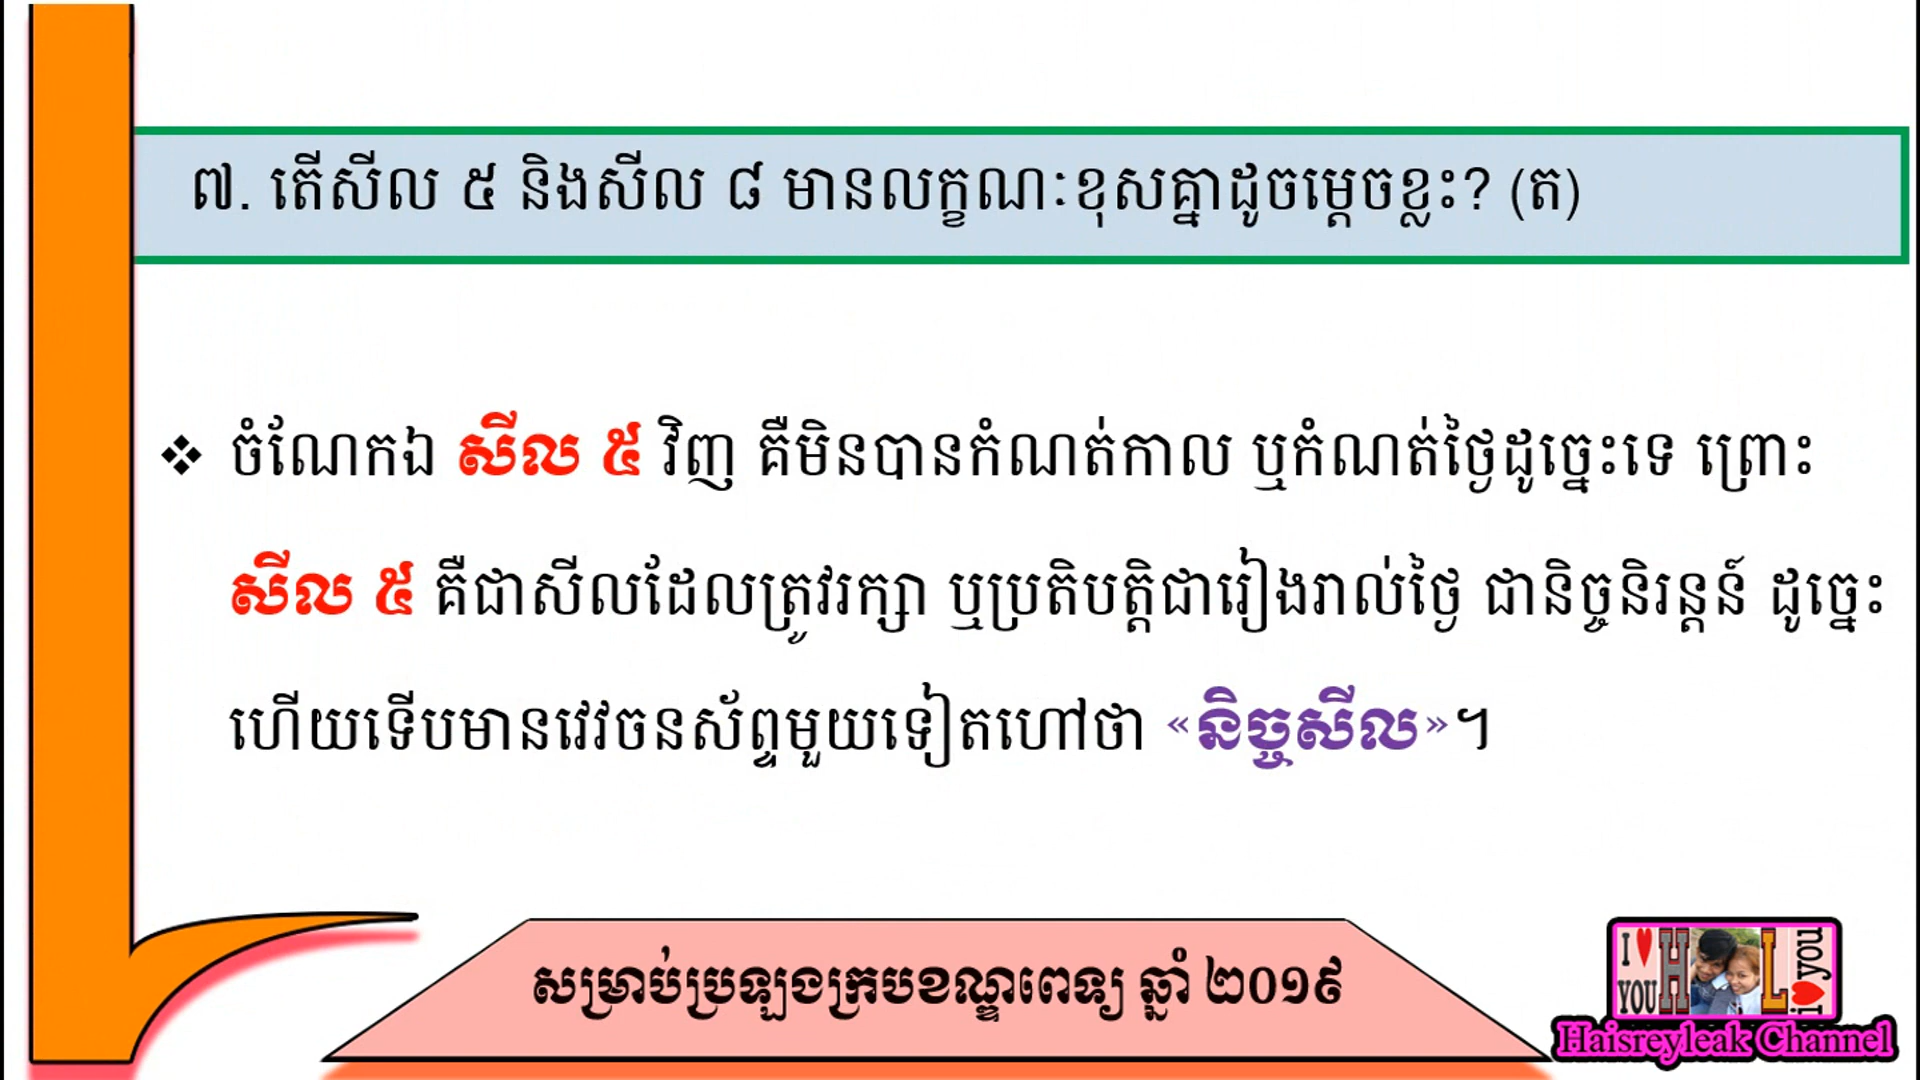 ៧. តើសីល ៥ និងសីល ៨ មានលក្ខណៈខុសគ្នាដូចម្ដេចខ្លះ? (ត)
❖ ចំណែកឯ សីល ៥ វិញ គឺមិនបានកំណត់កាល ឬកំណត់ថ្ងៃដូច្នេះទេ ព្រោះ
សីល ៥ គឺជាសីលដែលត្រូវរក្សា ឬប្រតិបត្តិជារៀងរាល់ថ្ងៃ ជានិច្ចនិរន្តន៍ ដូច្នេះ
ហើយទើបមានវេវចនស័ព្ទមួយទៀតហៅថា «និច្ចសីល»។
សម្រាប់ប្រឡងក្របខណ្ឌពេទ្យ ឆ្នាំ ២០១៩
I ♥ YOU
H L
i ♥ you
Haisreyleak Channel